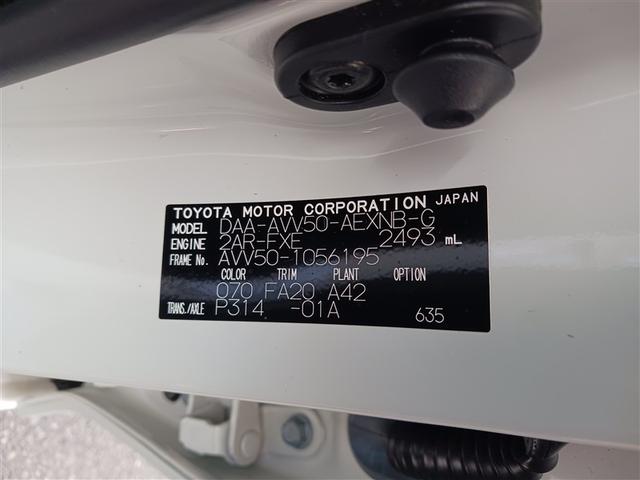 TOYOTA MOTOR CORPORATION JAPAN
MODEL DAA-AVV50-AEXNB-G
ENGINE 2AR-FXE 2493 mL
FRAME No. AVV50-1056195
COLOR TRIM PLANT OPTION
070 FA20 A42
TRANS./AXLE P314 -01A 635